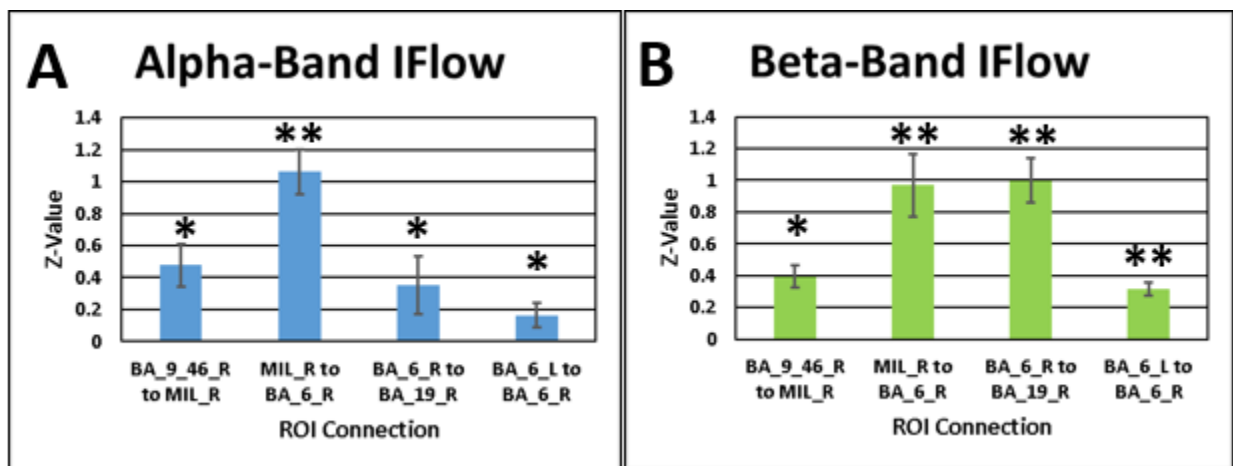 A Alpha-Band IFlow
1.4
1.2
1
0.8
0.6
0.4
0.2
0
Z-Value
**
*
*
*
BA_9_46_R
to MIL_R
MIL_R to
BA_6_R
BA_6_R to
BA_19_R
BA_6_L to
BA_6_R
ROI Connection
B Beta-Band IFlow
1.4
1.2
1
0.8
0.6
0.4
0.2
0
Z-Value
**
**
*
**
BA_9_46_R
to MIL_R
MIL_R to
BA_6_R
BA_6_R to
BA_19_R
BA_6_L to
BA_6_R
ROI Connection